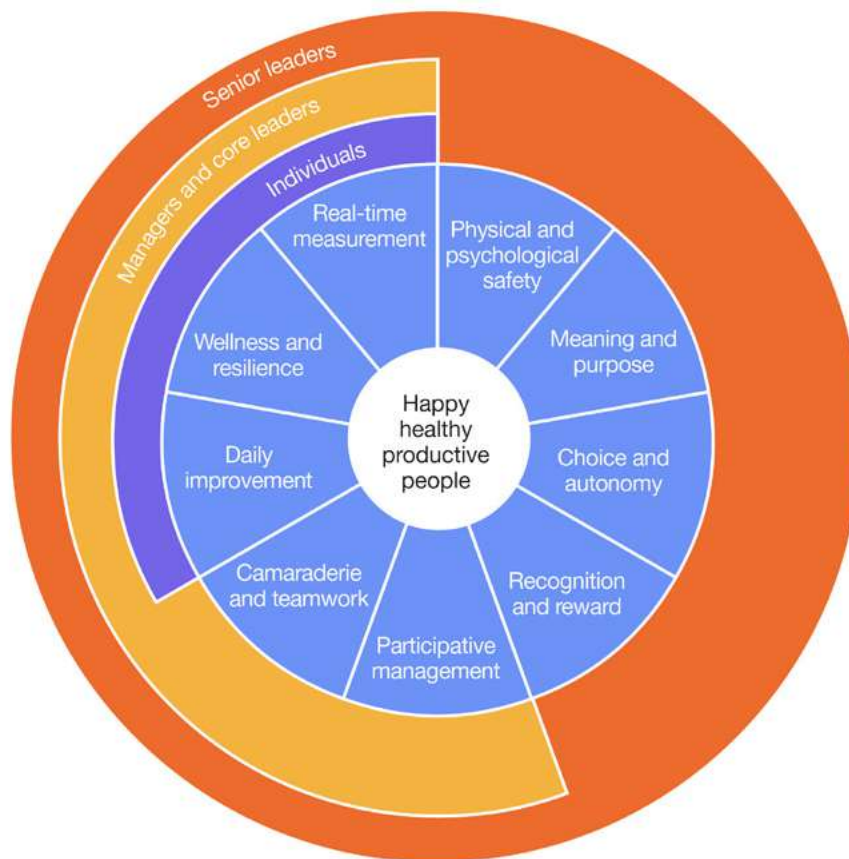 Senior leaders
Managers and core leaders
Individuals
Real-time
measurement
Physical and
psychological
safety
Meaning and
purpose
Choice and
autonomy
Recognition
and reward
Participative
management
Camaraderie
and teamwork
Daily
improvement
Wellness and
resilience
Happy
healthy
productive
people